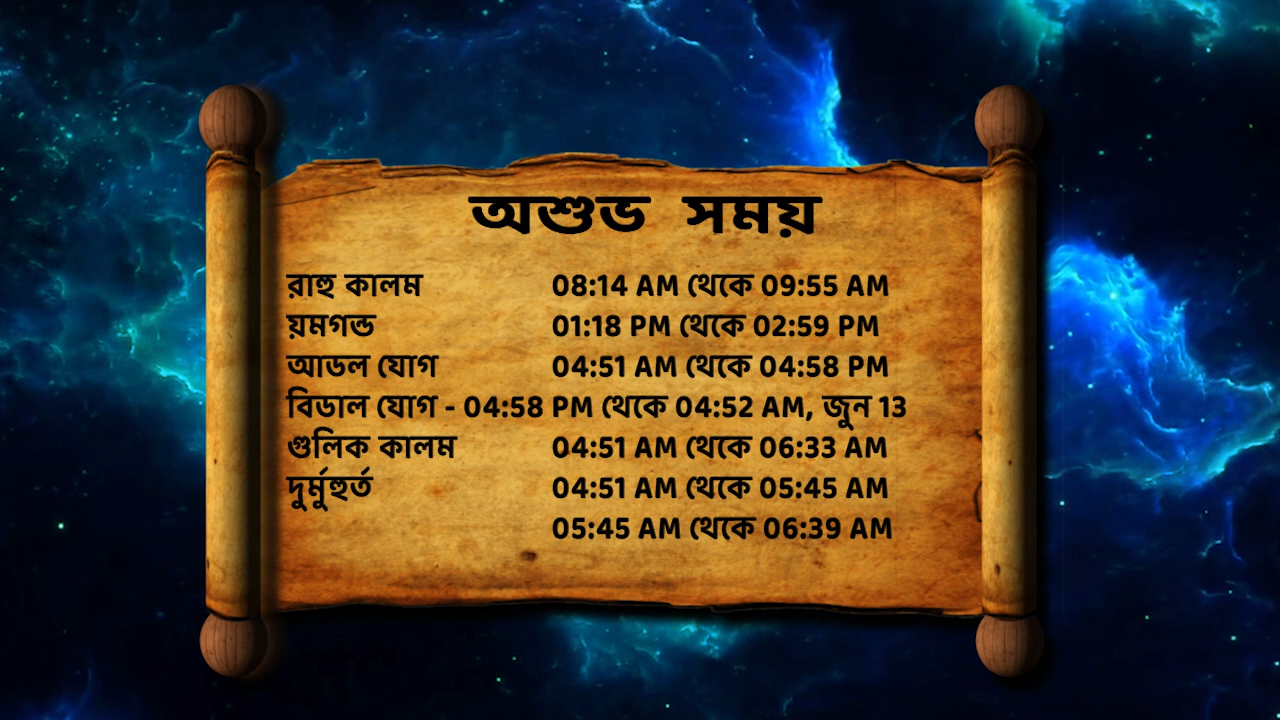 অশুভ সময়
রাহু কালম 08:14 AM থেকে 09:55 AM
য়মগন্ড 01:18 PM থেকে 02:59 PM
আডল যোগ 04:51 AM থেকে 04:58 PM
বিডাল যোগ - 04:58 PM থেকে 04:52 AM, জুন 13
গুলিক কালম 04:51 AM থেকে 06:33 AM
দুর্মুহুর্ত 04:51 AM থেকে 05:45 AM
05:45 AM থেকে 06:39 AM